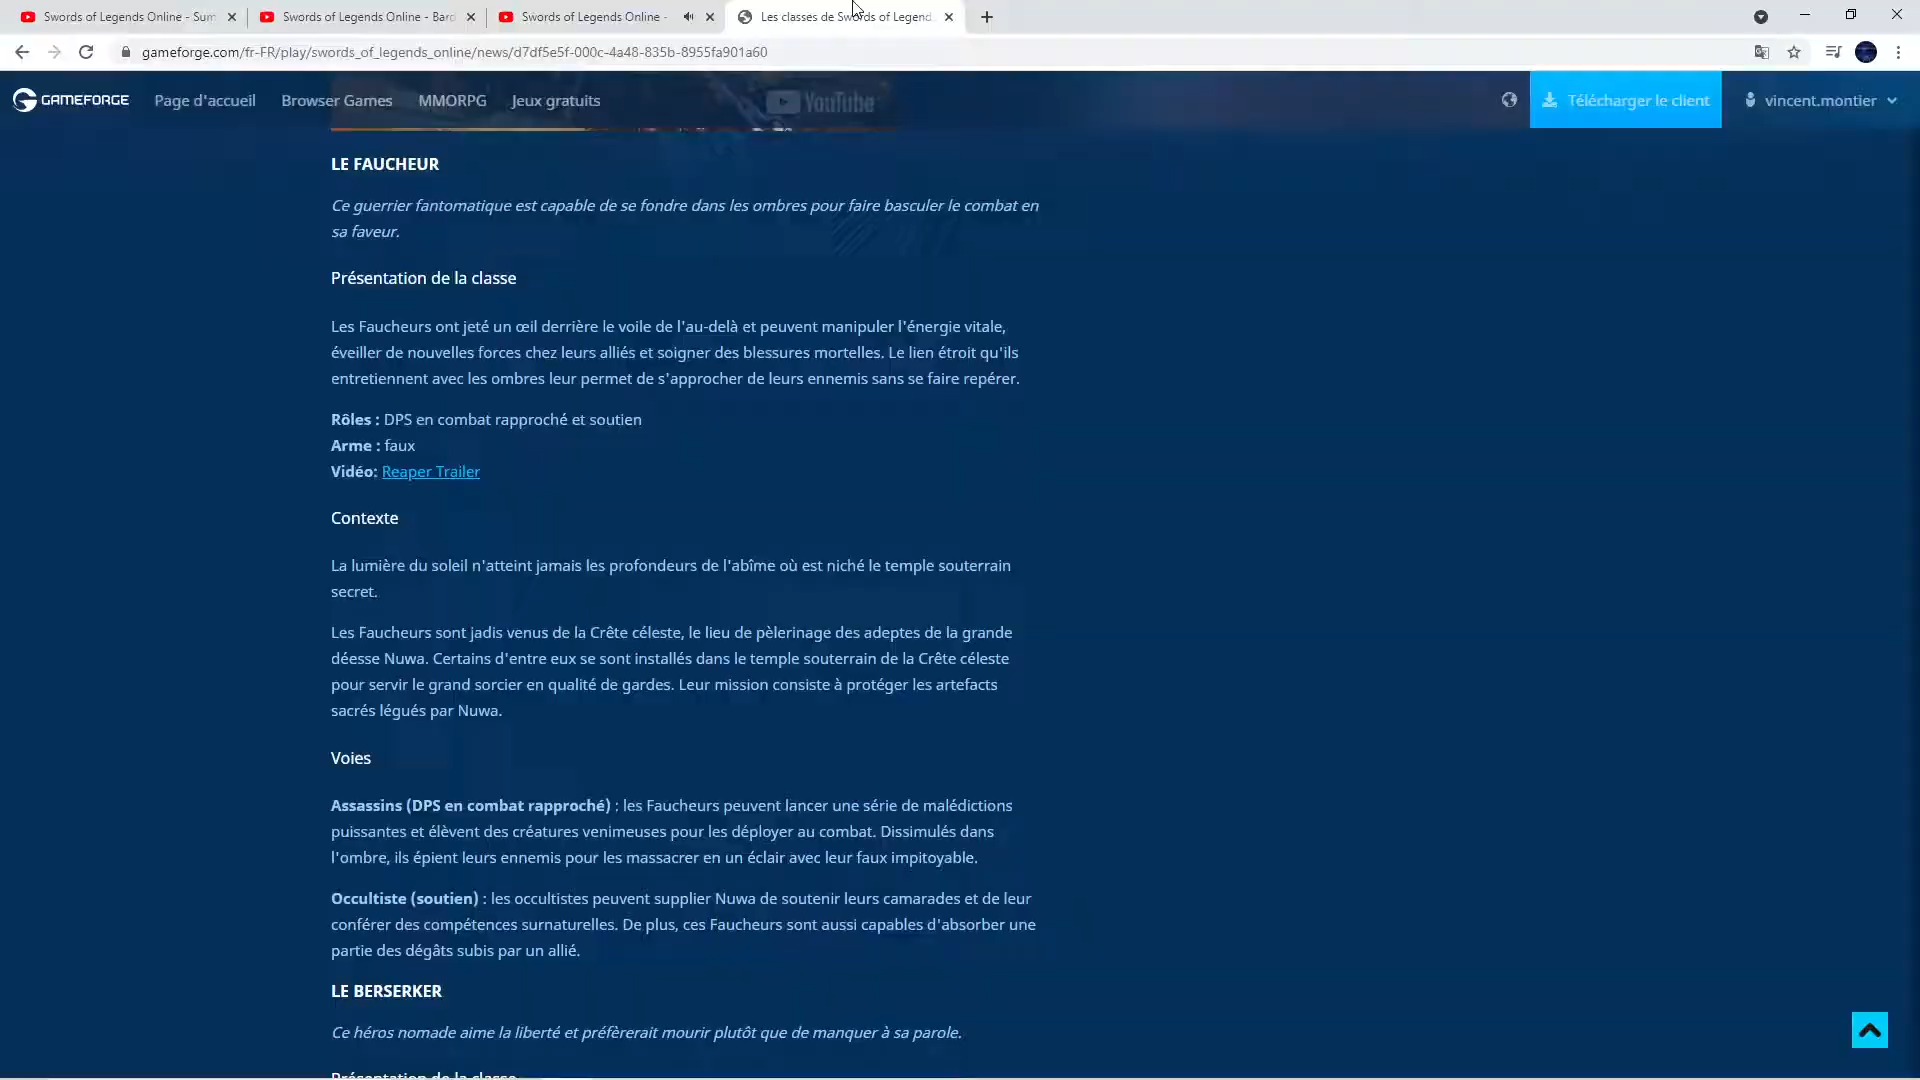 Swords of Legends Online - Sum
Swords of Legends Online - Bard
Swords of Legends Online -
Les classes de Swords of Legend
gameforge.com/fr-FR/play/swords_of_legends_online/news/d7df5e5f-000c-4a48-835b-8955fa901a60
GAMEFORGE
Page d'accueil
Browser Games
MMORPG
Jeux gratuits
YouTube
Télécharger le client
vincent.montier
LE FAUCHEUR
Ce guerrier fantomatique est capable de se fondre dans les ombres pour faire basculer le combat en
sa faveur.
Présentation de la classe
Les Faucheurs ont jeté un œil derrière le voile de l'au-delà et peuvent manipuler l'énergie vitale,
éveiller de nouvelles forces chez leurs alliés et soigner des blessures mortelles. Le lien étroit qu'ils
entretiennent avec les ombres leur permet de s'approcher de leurs ennemis sans se faire repérer.
Rôles : DPS en combat rapproché et soutien
Arme : faux
Vidéo: Reaper Trailer
Contexte
La lumière du soleil n'atteint jamais les profondeurs de l'abîme où est niché le temple souterrain
secret.
Les Faucheurs sont jadis venus de la Crête céleste, le lieu de pèlerinage des adeptes de la grande
déesse Nuwa. Certains d'entre eux se sont installés dans le temple souterrain de la Crête céleste
pour servir le grand sorcier en qualité de gardes. Leur mission consiste à protéger les artefacts
sacrés légués par Nuwa.
Voies
Assassins (DPS en combat rapproché) : les Faucheurs peuvent lancer une série de malédictions
puissantes et élèvent des créatures venimeuses pour les déployer au combat. Dissimulés dans
l'ombre, ils épient leurs ennemis pour les massacrer en un éclair avec leur faux impitoyable.
Occultiste (soutien) : les occultistes peuvent supplier Nuwa de soutenir leurs camarades et de leur
conférer des compétences surnaturelles. De plus, ces Faucheurs sont aussi capables d'absorber une
partie des dégâts subis par un allié.
LE BERSERKER
Ce héros nomade aime la liberté et préfèrerait mourir plutôt que de manquer à sa parole.
Présentation de la classe